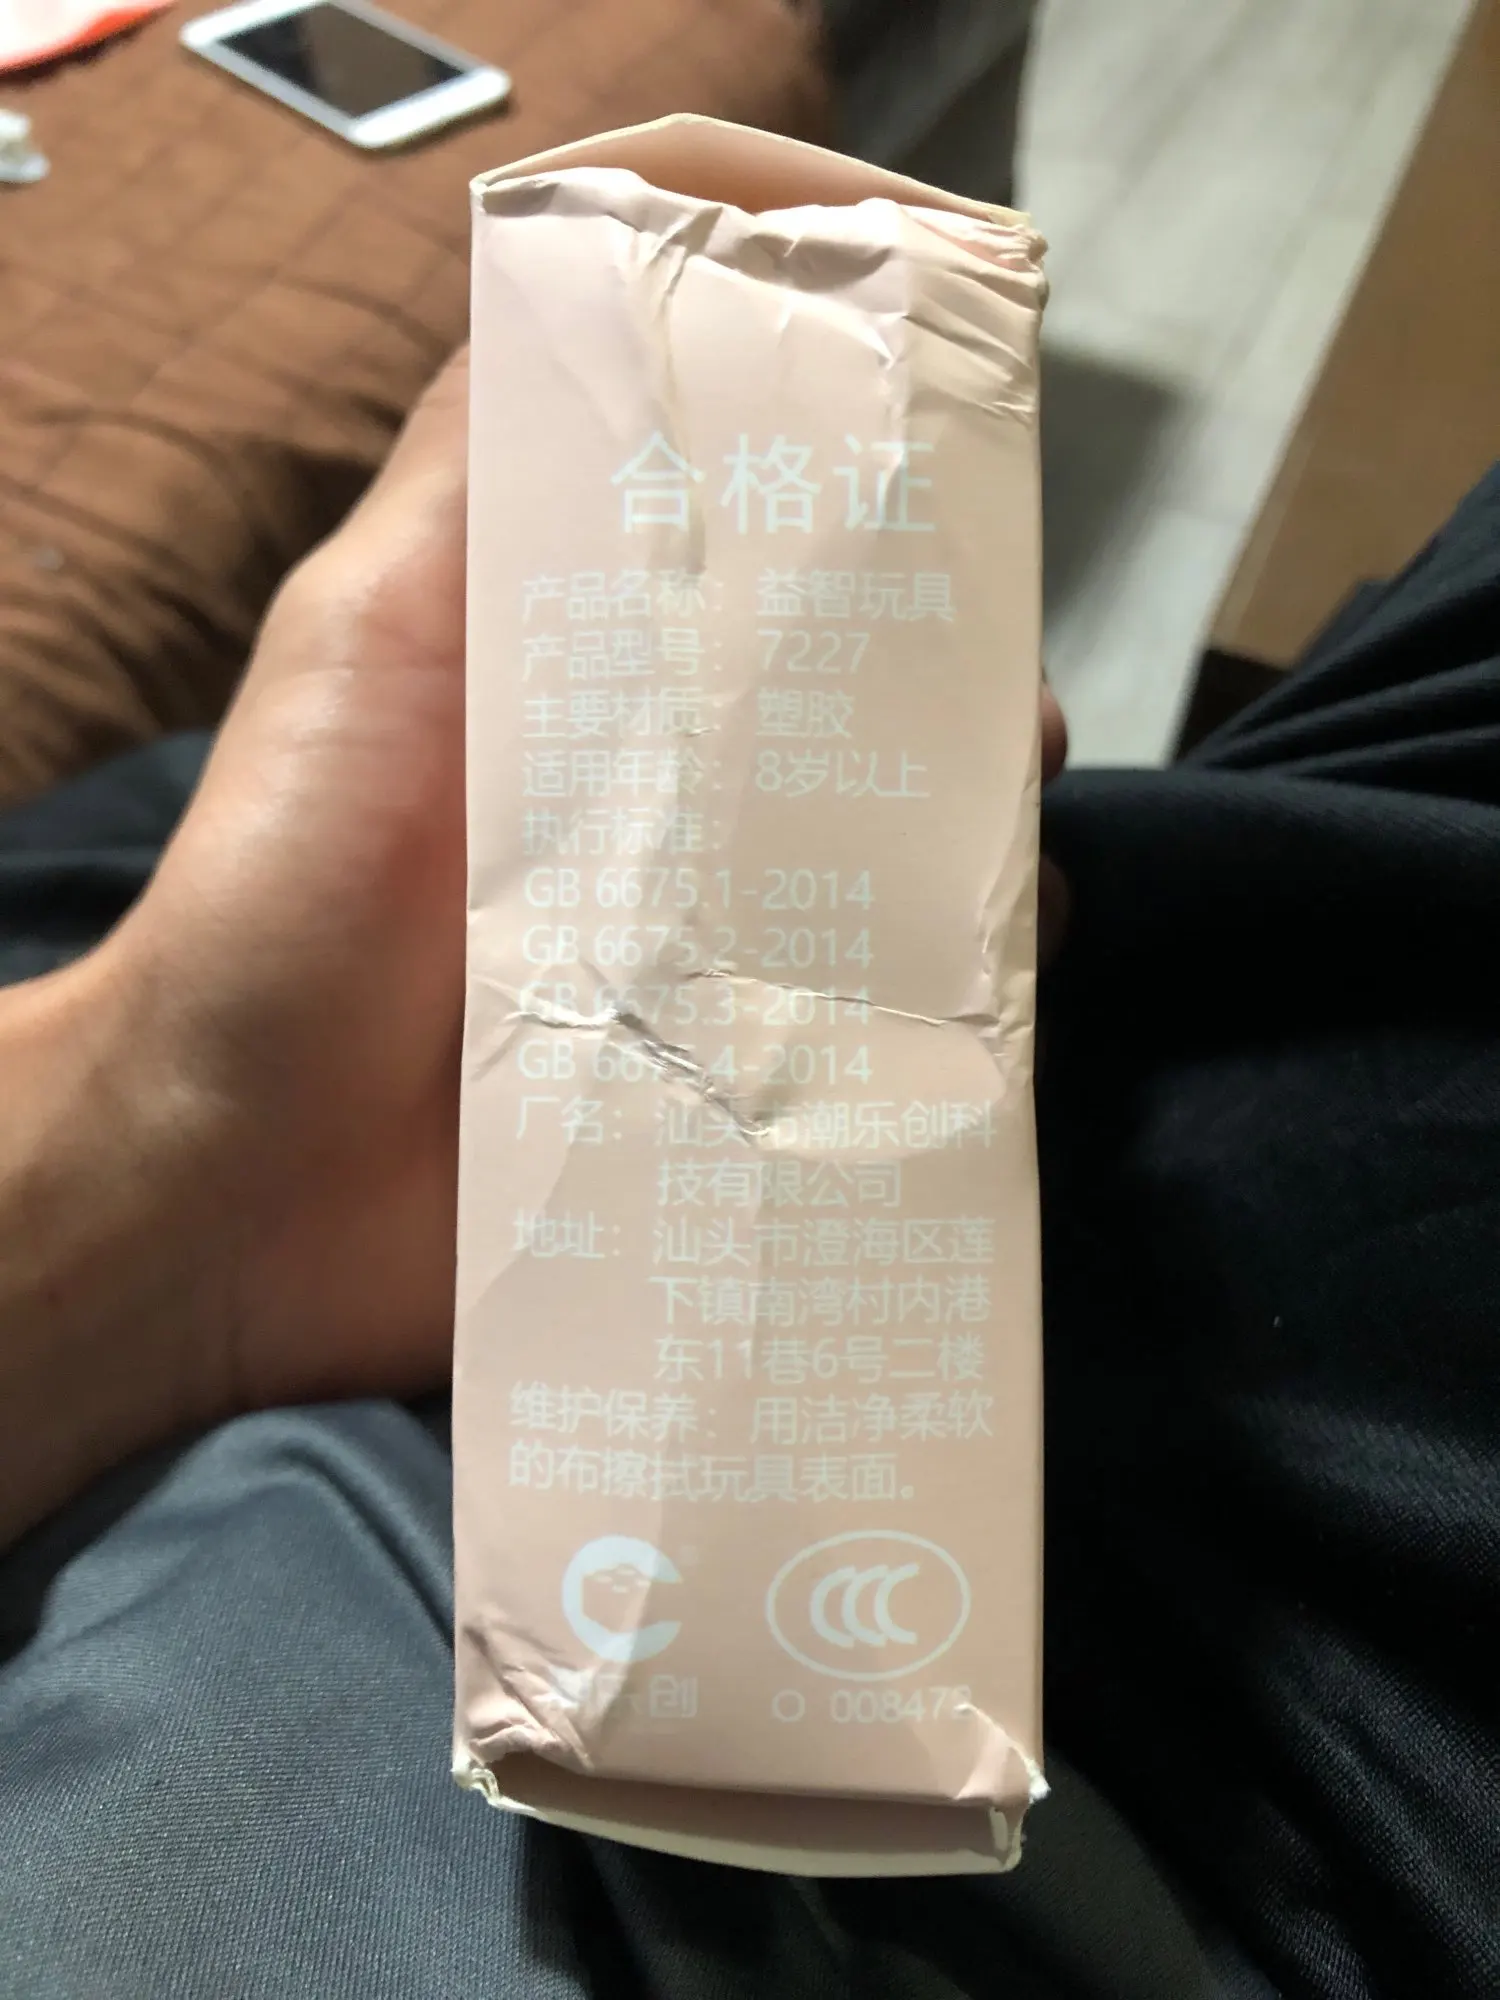 合格证
产品名称：益智玩具
产品型号：7227
主要材质：塑胶
适用年龄：8岁以上
执行标准：
GB 6675.1-2014
GB 6675.2-2014
GB 6675.3-2014
GB 6675.4-2014
厂名：汕头市潮乐创科
技有限公司
地址：汕头市澄海区莲
下镇南湾村内港
东11巷6号二楼
维护保养：用洁净柔软
的布擦拭玩具表面。
CCC
乐创